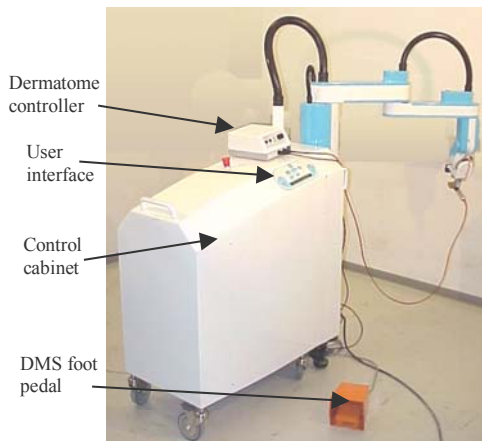 Dermatome
controller
User
interface
Control
cabinet
DMS foot
pedal